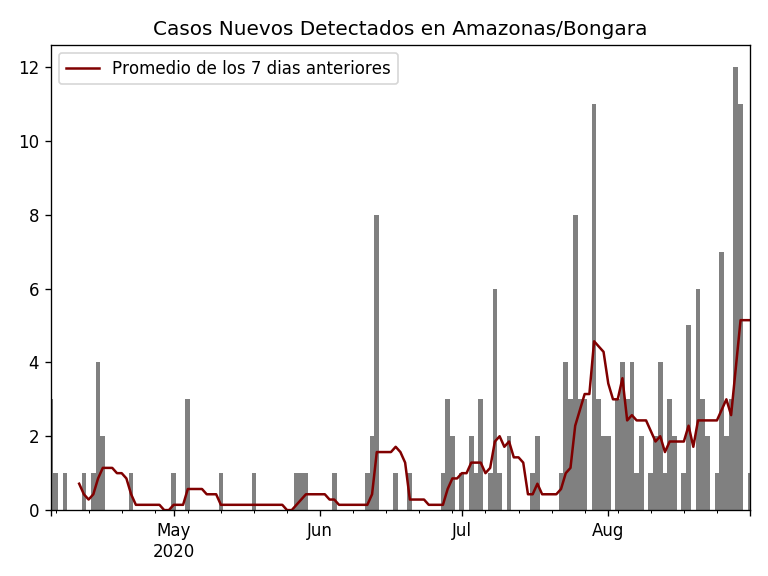 Casos Nuevos Detectados en Amazonas/Bongara
Promedio de los 7 dias anteriores
12
10
8
6
4
2
0
May
2020
Jun
Jul
Aug